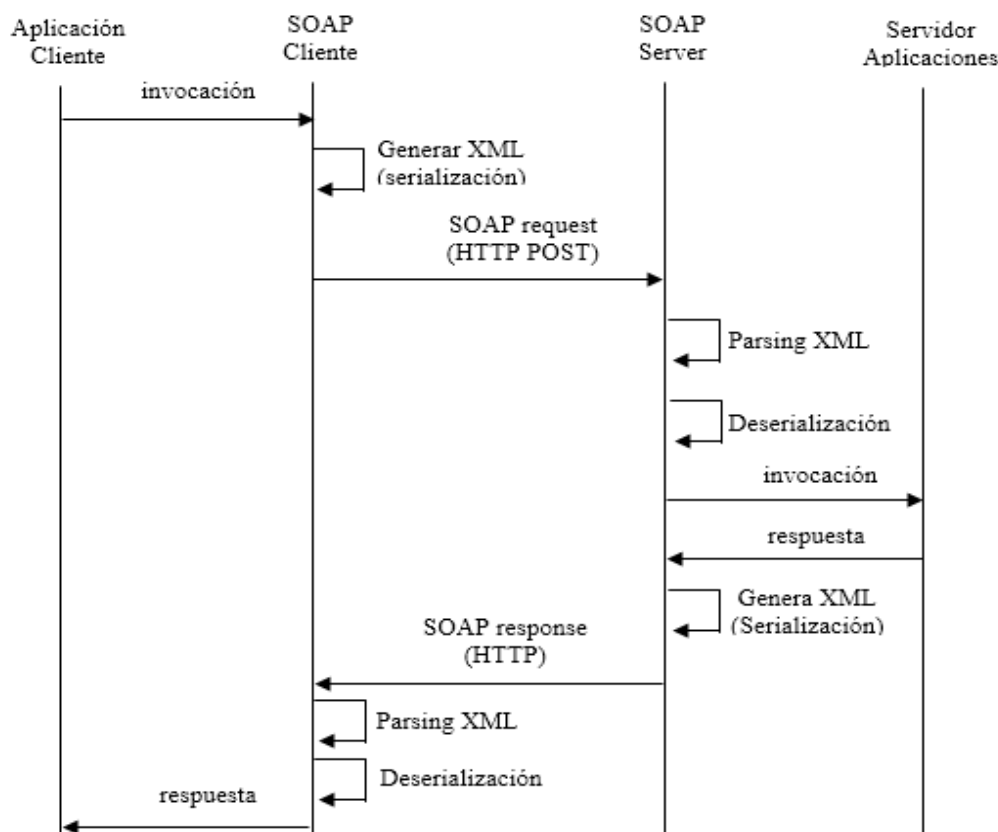 Aplicación
Cliente
SOAP
Cliente
SOAP
Server
Servidor
Aplicaciones
invocación
Generar XML
(serialización)
SOAP request
(HTTP POST)
Parsing XML
Deserialización
invocación
respuesta
Genera XML
(Serialización)
SOAP response
(HTTP)
Parsing XML
Deserialización
respuesta